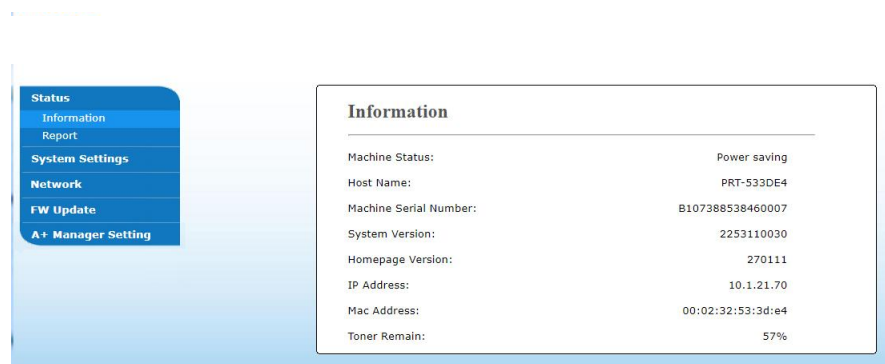 Status
Information
Report
System Settings
Network
FW Update
A+ Manager Setting
Information
Machine Status: Power saving
Host Name: PRT-533DE4
Machine Serial Number: B107388538460007
System Version: 2253110030
Homepage Version: 270111
IP Address: 10.1.21.70
Mac Address: 00:02:32:53:3d:e4
Toner Remain: 57%